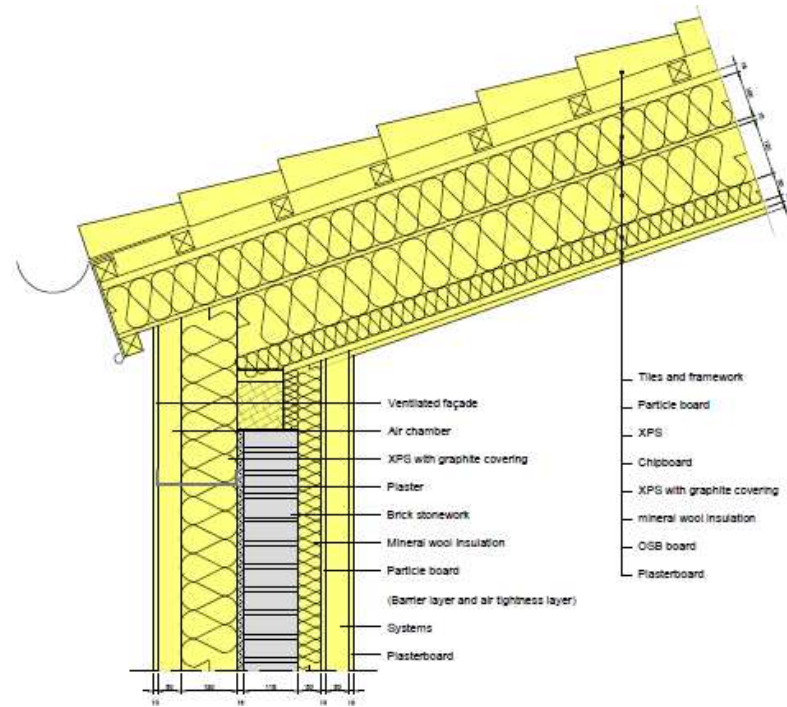 Ventilated façade
Air chamber
XPS with graphite covering
Plaster
Brick stonework
Mineral wool insulation
Particle board
(Barrier layer and air tightness layer)
Systems
Plasterboard
Tiles and framework
Particle board
XPS
Chipboard
XPS with graphite covering
mineral wool insulation
OSB board
Plasterboard